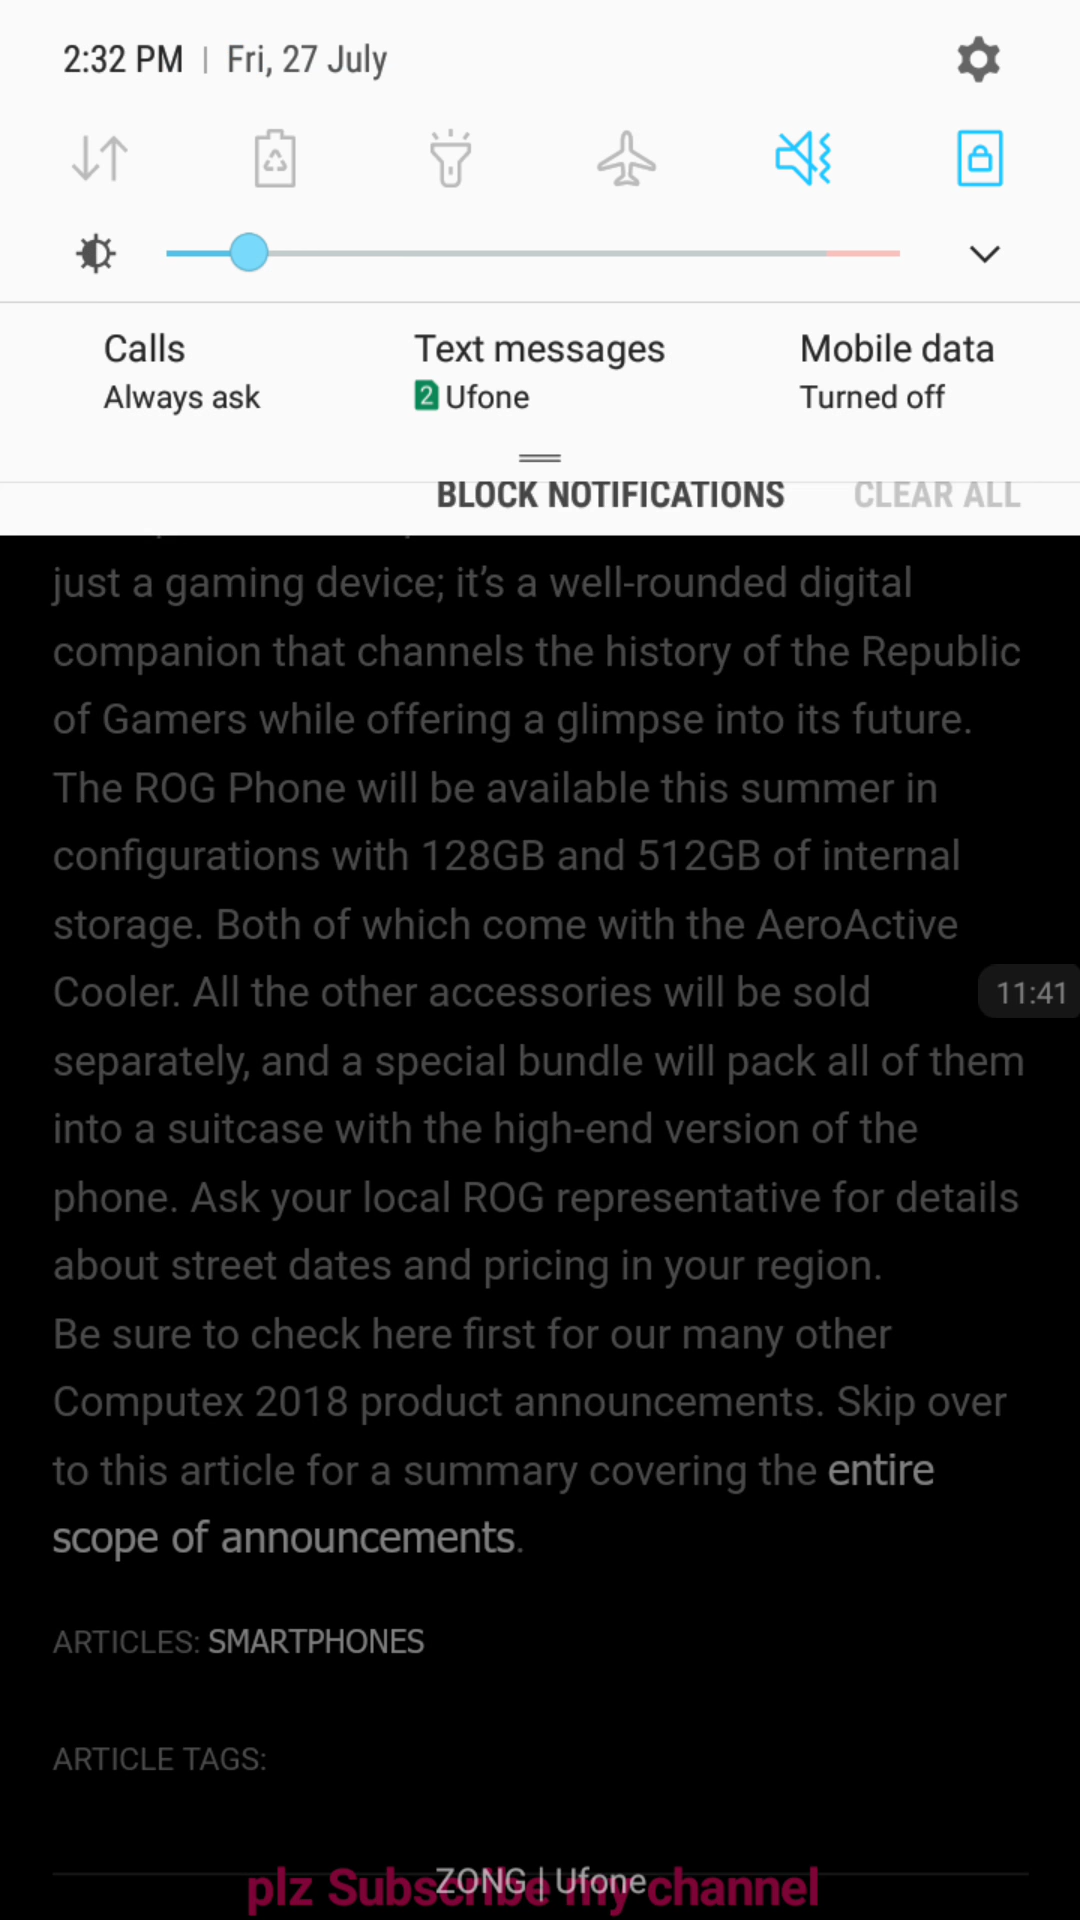 2:32 PM | Fri, 27 July
Calls
Text messages
Mobile data
Always ask
2 Ufone
Turned off
BLOCK NOTIFICATIONS
CLEAR ALL
just a gaming device; it’s a well-rounded digital
companion that channels the history of the Republic
of Gamers while offering a glimpse into its future.
The ROG Phone will be available this summer in
configurations with 128GB and 512GB of internal
storage. Both of which come with the AeroActive
Cooler. All the other accessories will be sold
11:41
separately, and a special bundle will pack all of them
into a suitcase with the high-end version of the
phone. Ask your local ROG representative for details
about street dates and pricing in your region.
Be sure to check here first for our many other
Computex 2018 product announcements. Skip over
to this article for a summary covering the entire
scope of announcements.
ARTICLES: SMARTPHONES
ARTICLE TAGS:
ZONG | Ufone
plz Subscribe my channel